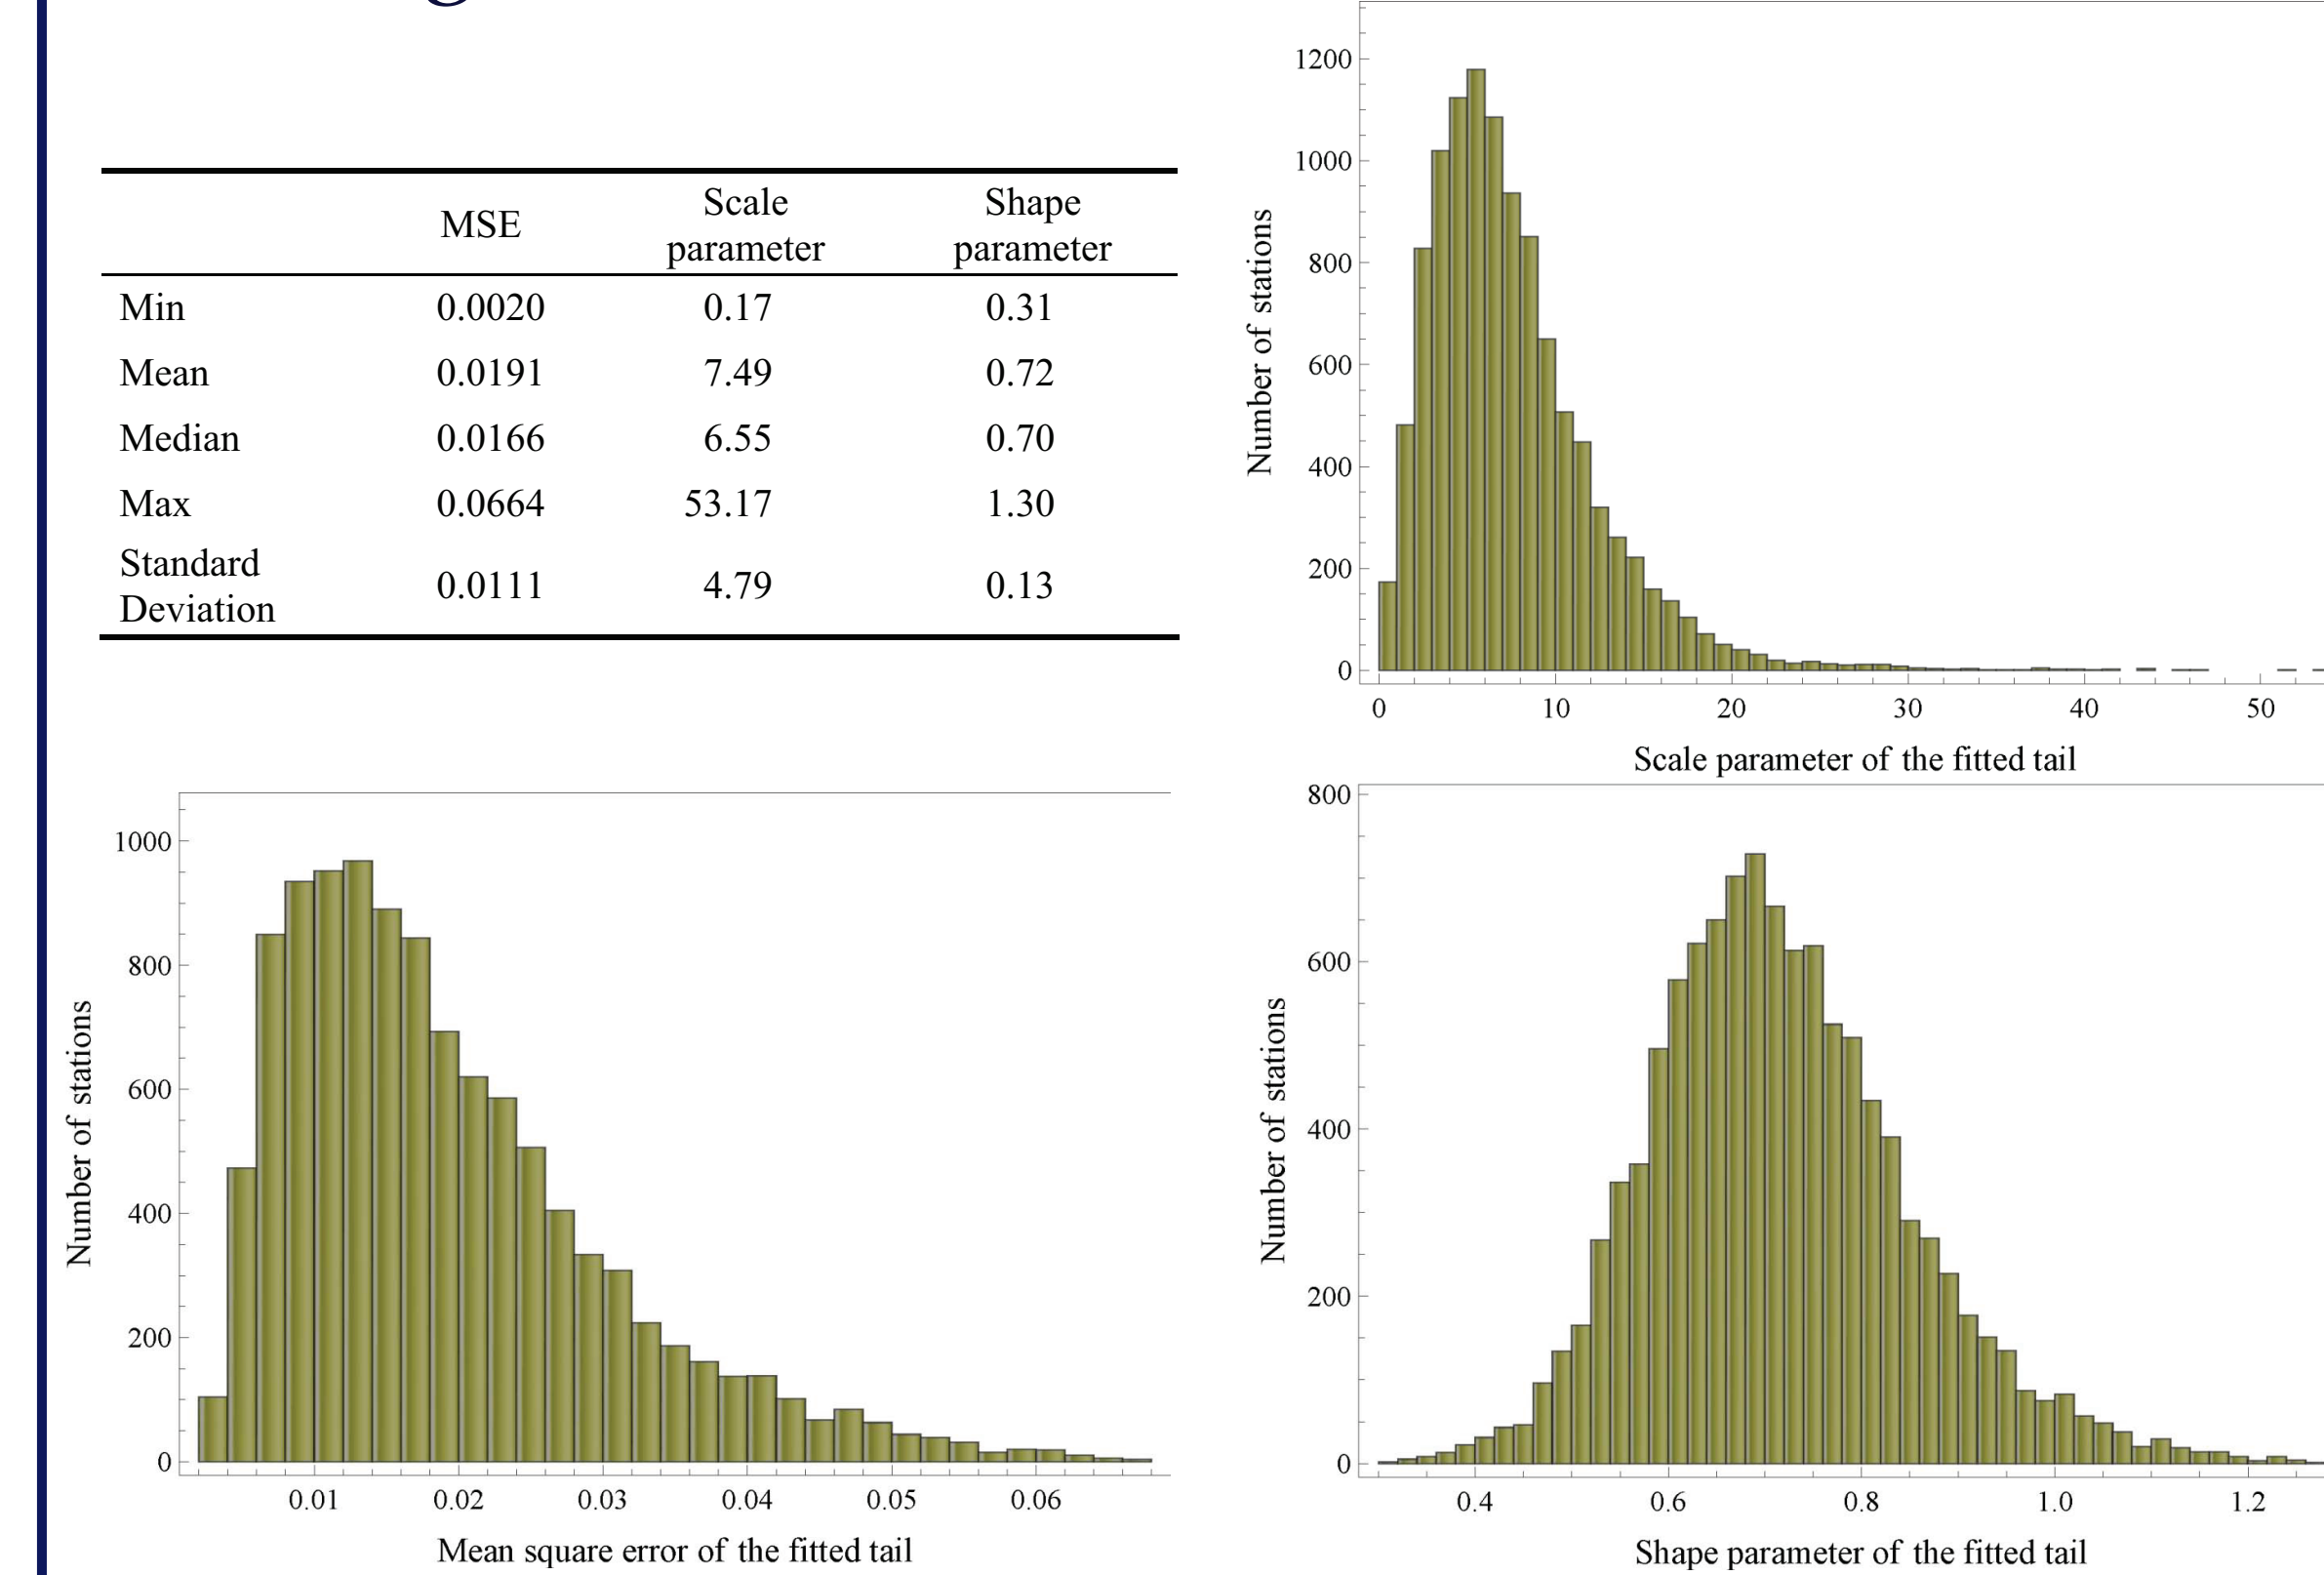 MSE
Scale
parameter
Shape
parameter
Min 0.0020 0.17 0.31
Mean 0.0191 7.49 0.72
Median 0.0166 6.55 0.70
Max 0.0664 53.17 1.30
Standard
Deviation 0.0111 4.79 0.13
Number of stations
1200
1000
800
600
400
200
0
0 10 20 30 40 50
Scale parameter of the fitted tail
Number of stations
1000
800
600
400
200
0
0.01 0.02 0.03 0.04 0.05 0.06
Mean square error of the fitted tail
Number of stations
800
600
400
200
0
0.4 0.6 0.8 1.0 1.2
Shape parameter of the fitted tail